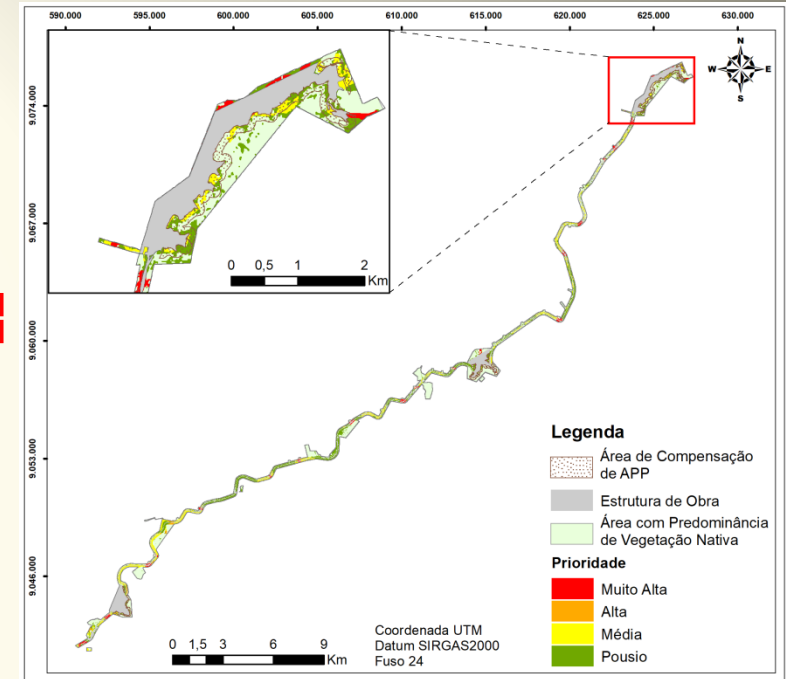 590.000 595.000 600.000 605.000 610.000 615.000 620.000 625.000 630.000
N
W E
S
9.074.000
9.067.000
9.060.000
9.053.000
9.046.000
0 0,5 1 2
Km
Legenda
Área de Compensação
de APP
Estrutura de Obra
Área com Predominância
de Vegetação Nativa
Prioridade
Muito Alta
Alta
Média
Pousio
0 1,5 3 6 9
Km
Coordenada UTM
Datum SIRGAS2000
Fuso 24